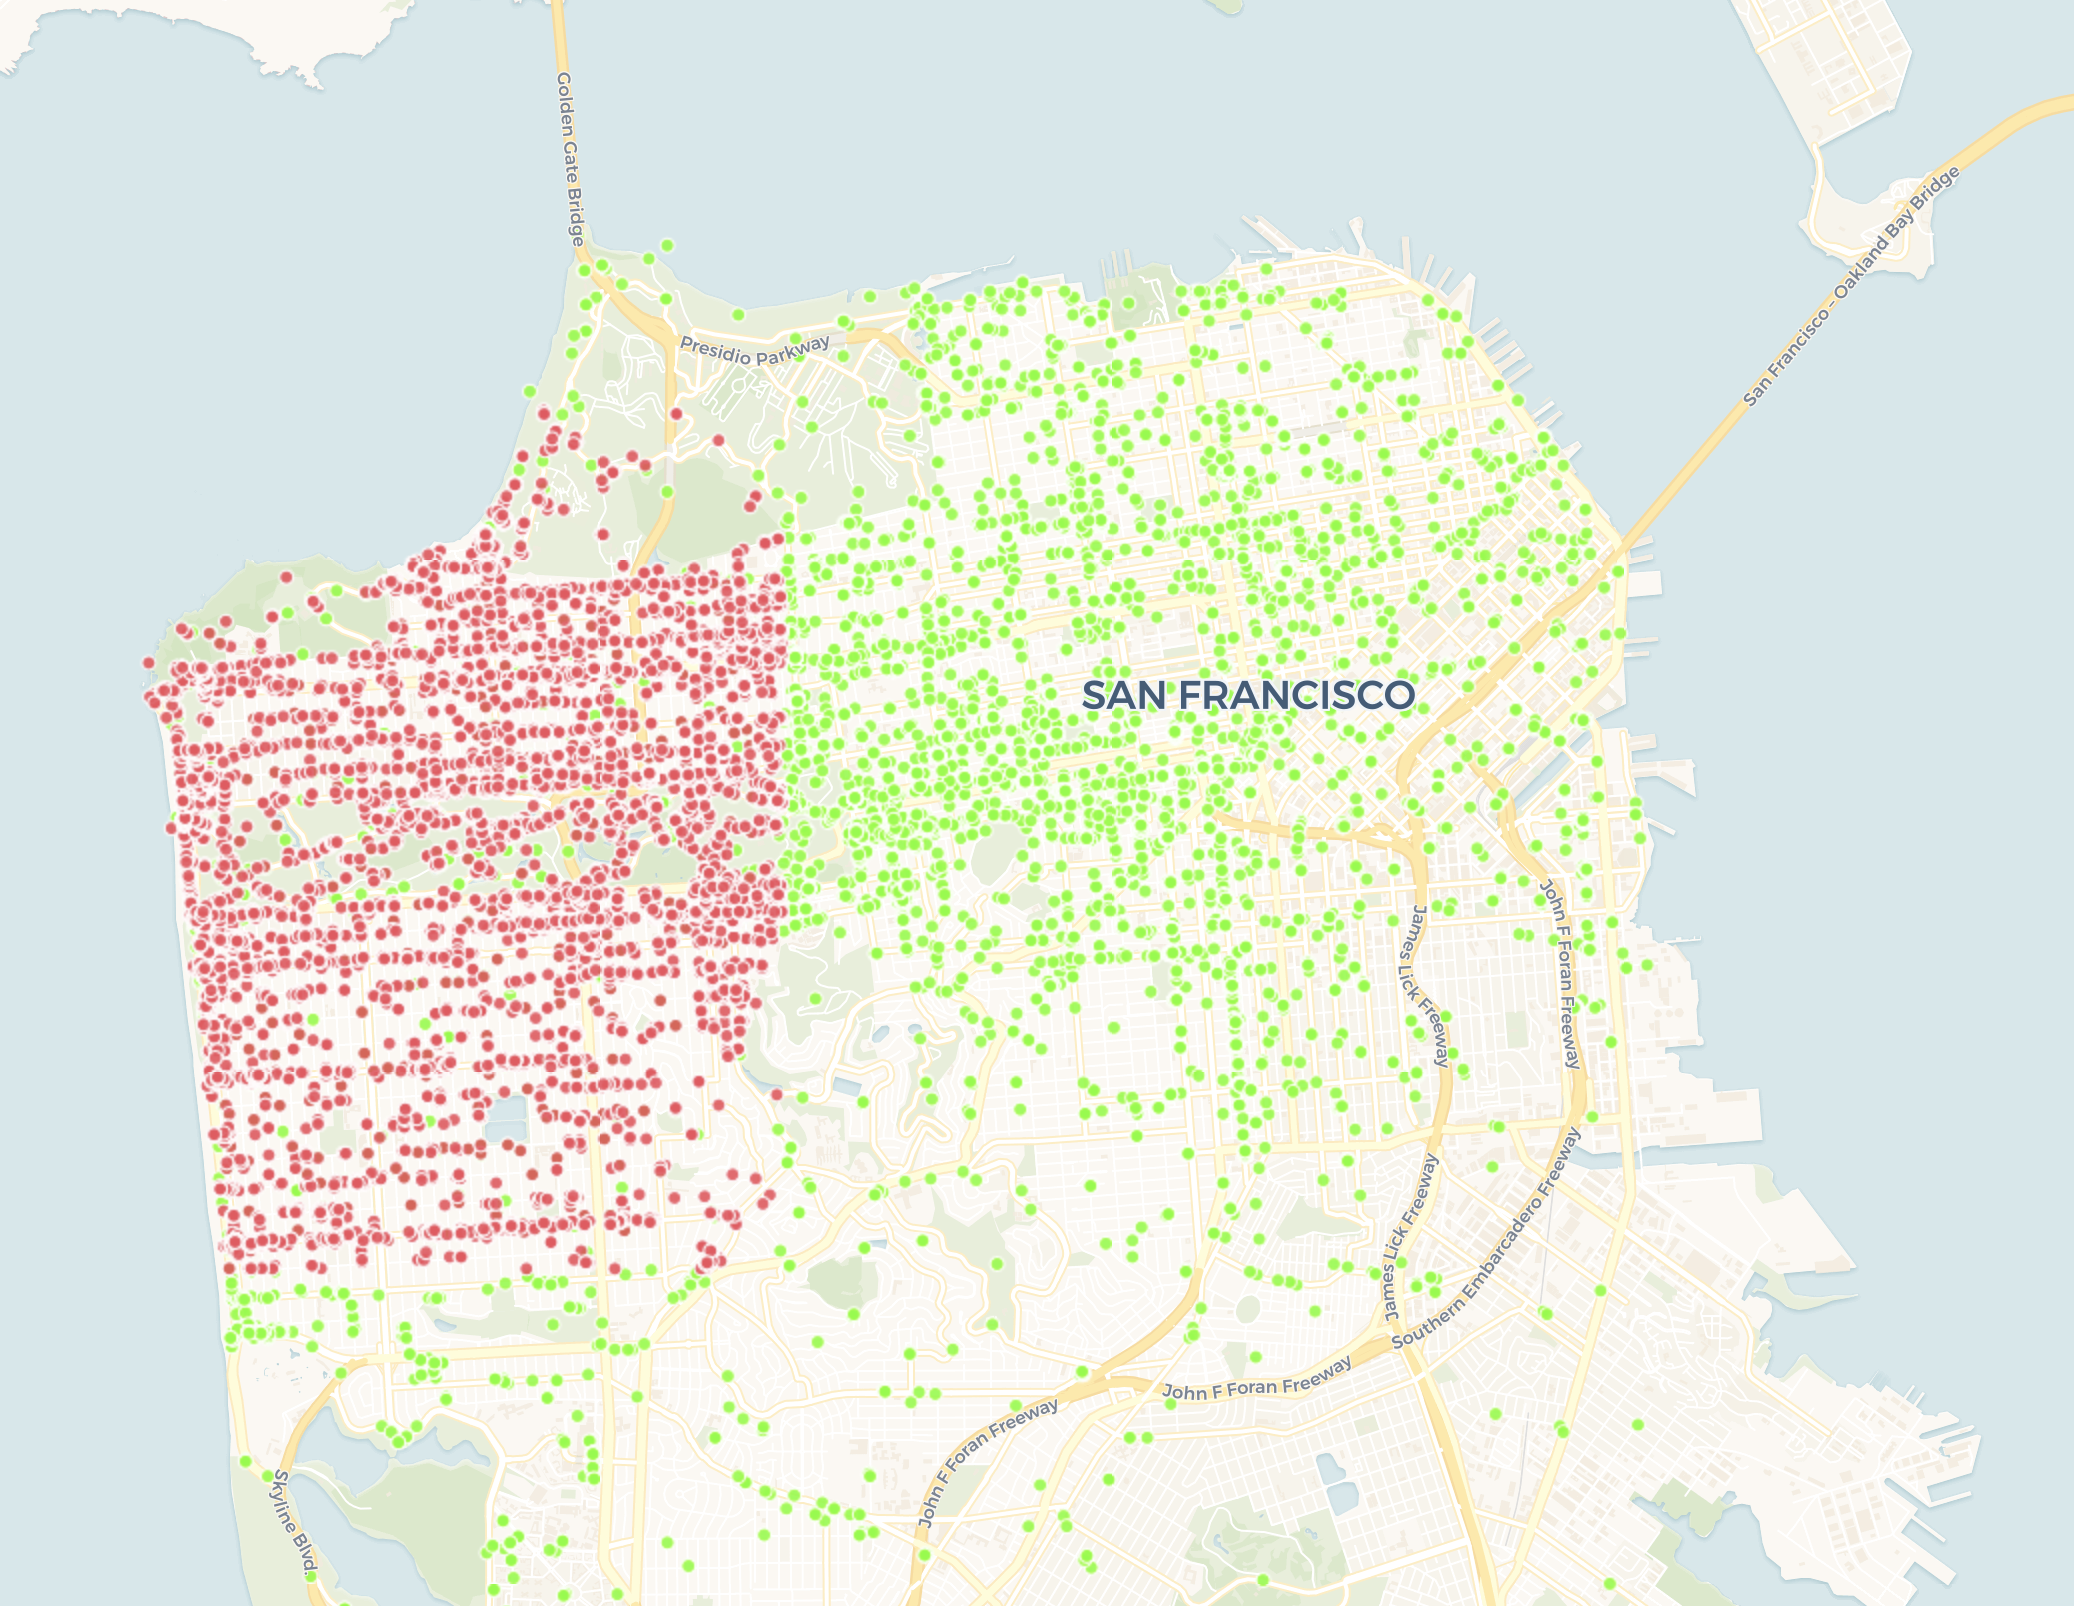 Golden Gate Bridge
San Francisco – Oakland Bay Bridge
Presidio Parkway
SAN FRANCISCO
James Lick Freeway
John F Foran Freeway
James Lick Freeway
Southern Embarcadero Freeway
John F Foran Freeway
John F Foran Freeway
Skyline Blvd.